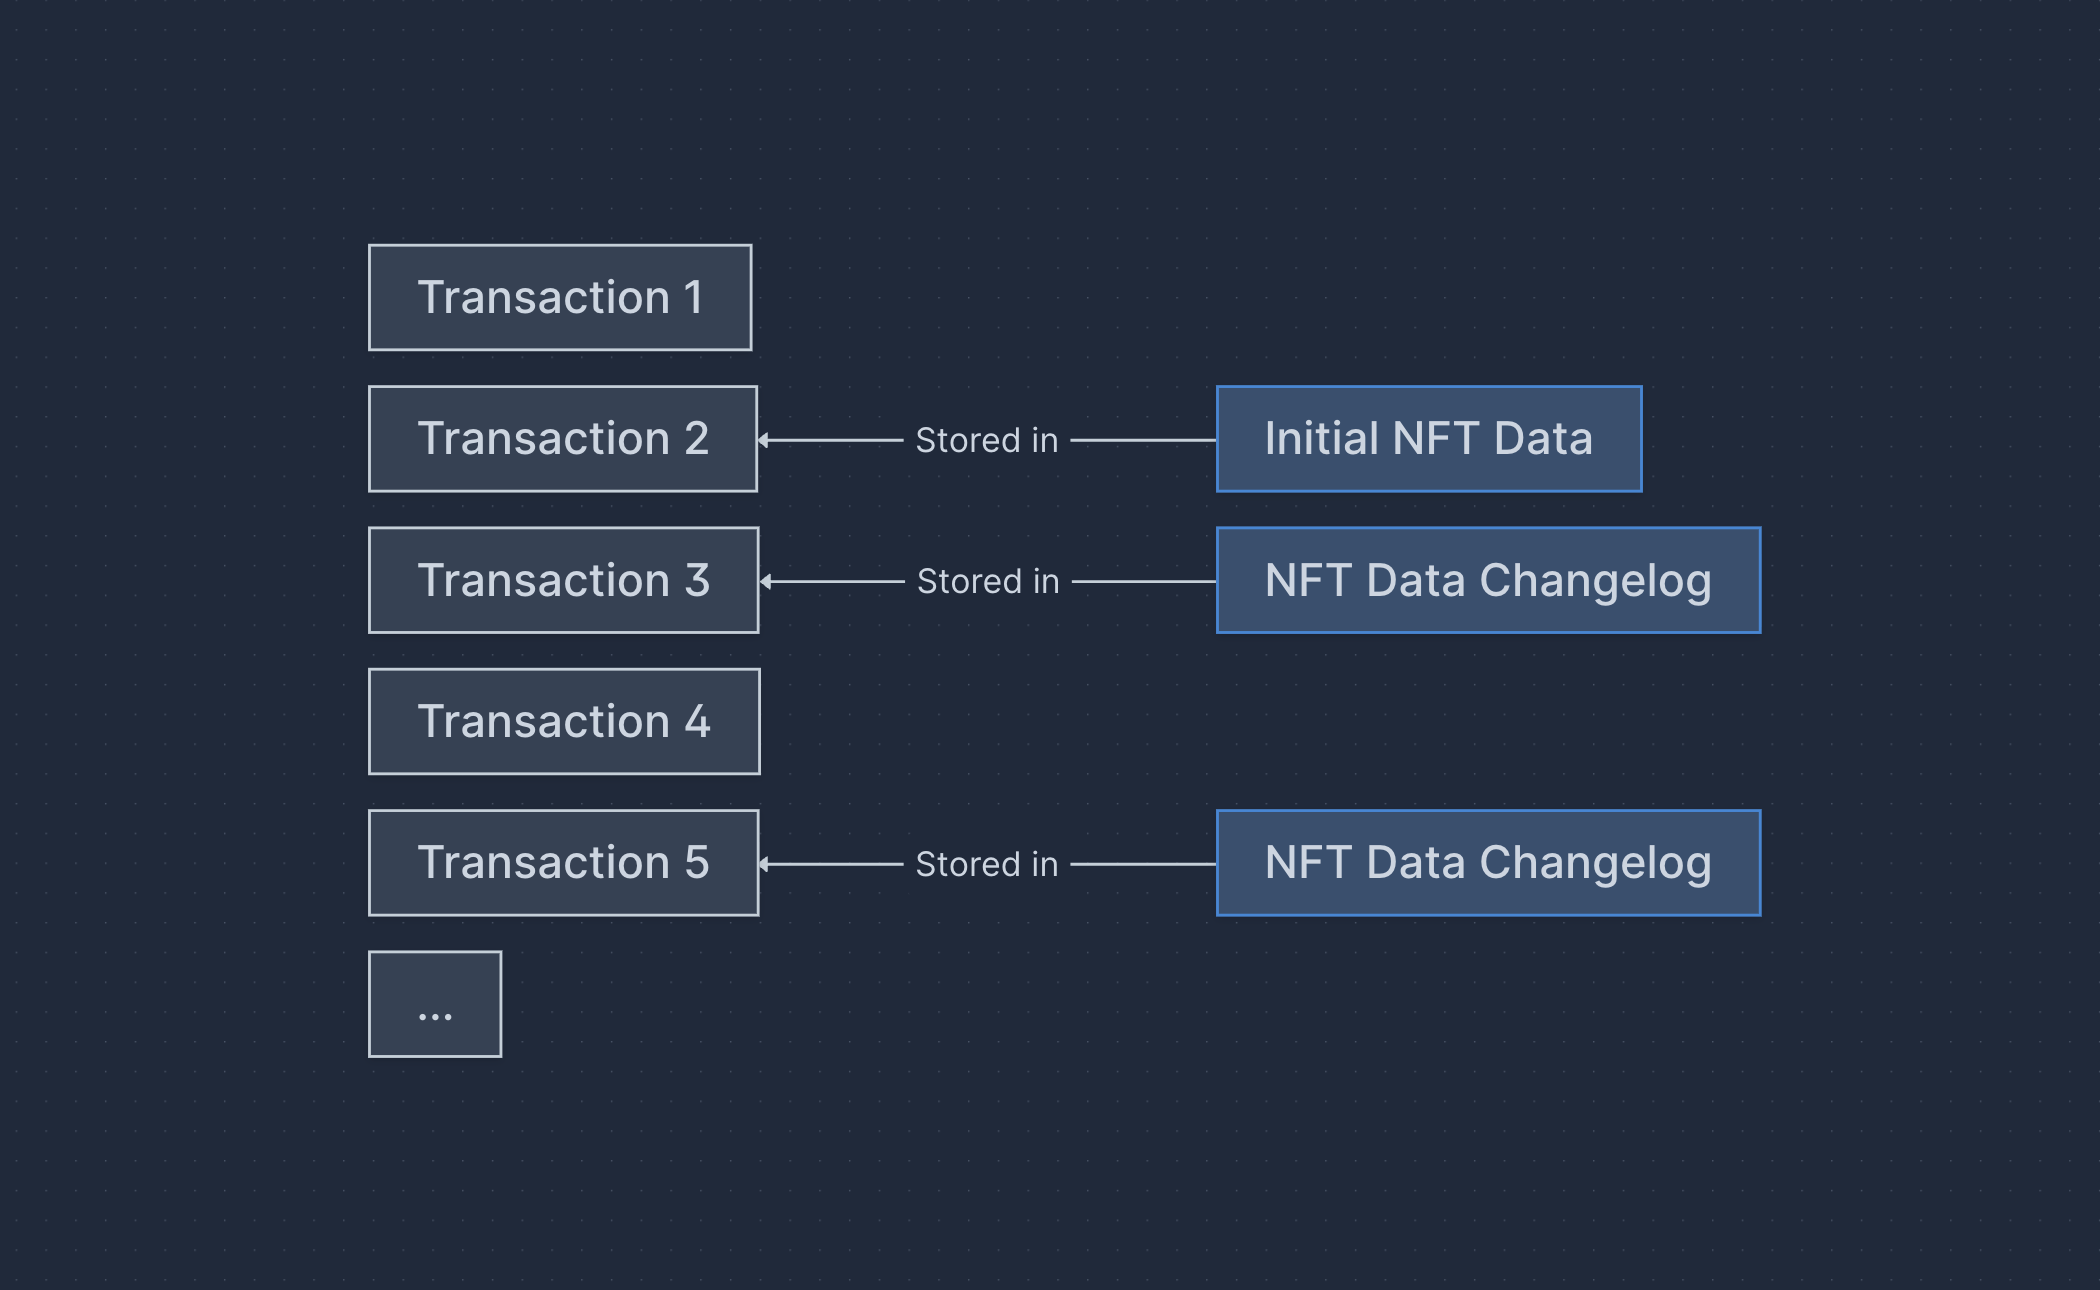 Transaction 1
Transaction 2
Stored in
Initial NFT Data
Transaction 3
Stored in
NFT Data Changelog
Transaction 4
Transaction 5
Stored in
NFT Data Changelog
...